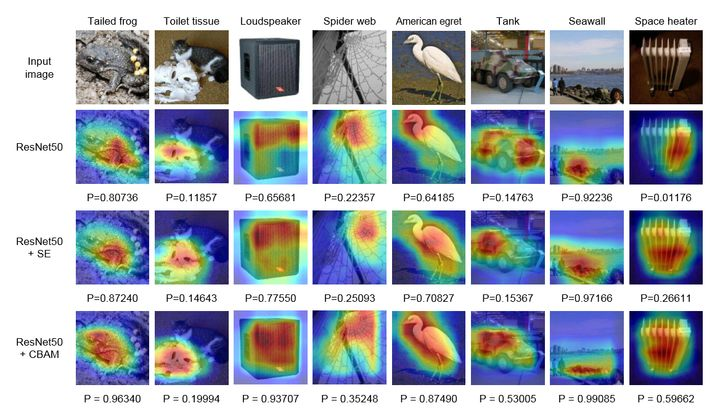 Tailed frog Toilet tissue Loudspeaker Spider web American egret Tank Seawall Space heater
Input
image
ResNet50
P=0.80736 P=0.11857 P=0.65681 P=0.22357 P=0.64185 P=0.14763 P=0.92236 P=0.01176
ResNet50
+ SE
P=0.87240 P=0.14643 P=0.77550 P=0.25093 P=0.70827 P=0.15367 P=0.97166 P=0.26611
ResNet50
+ CBAM
P = 0.96340 P = 0.19994 P = 0.93707 P = 0.35248 P = 0.87490 P = 0.53005 P = 0.99085 P = 0.59662